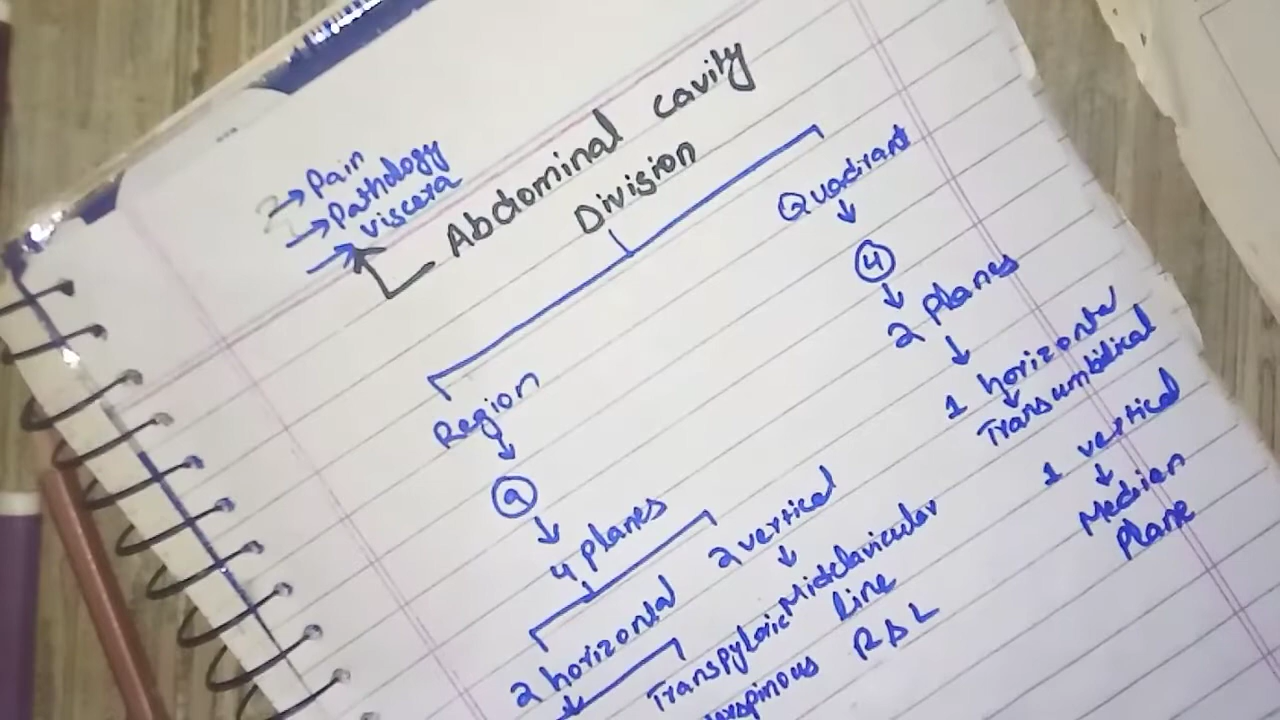 Abdominal cavity
Division
→ Pain
→ Pathology
→ viscera
Region
↓
9
↓
4 planes
2 horizontal
2 vertical
↓
Midclavicular
line
R & L
Transpyloric
Quadrant
↓
4
↓
2 planes
↓
1 horizontal
↓
Transumbilical
1 vertical
↓
Median
Plane